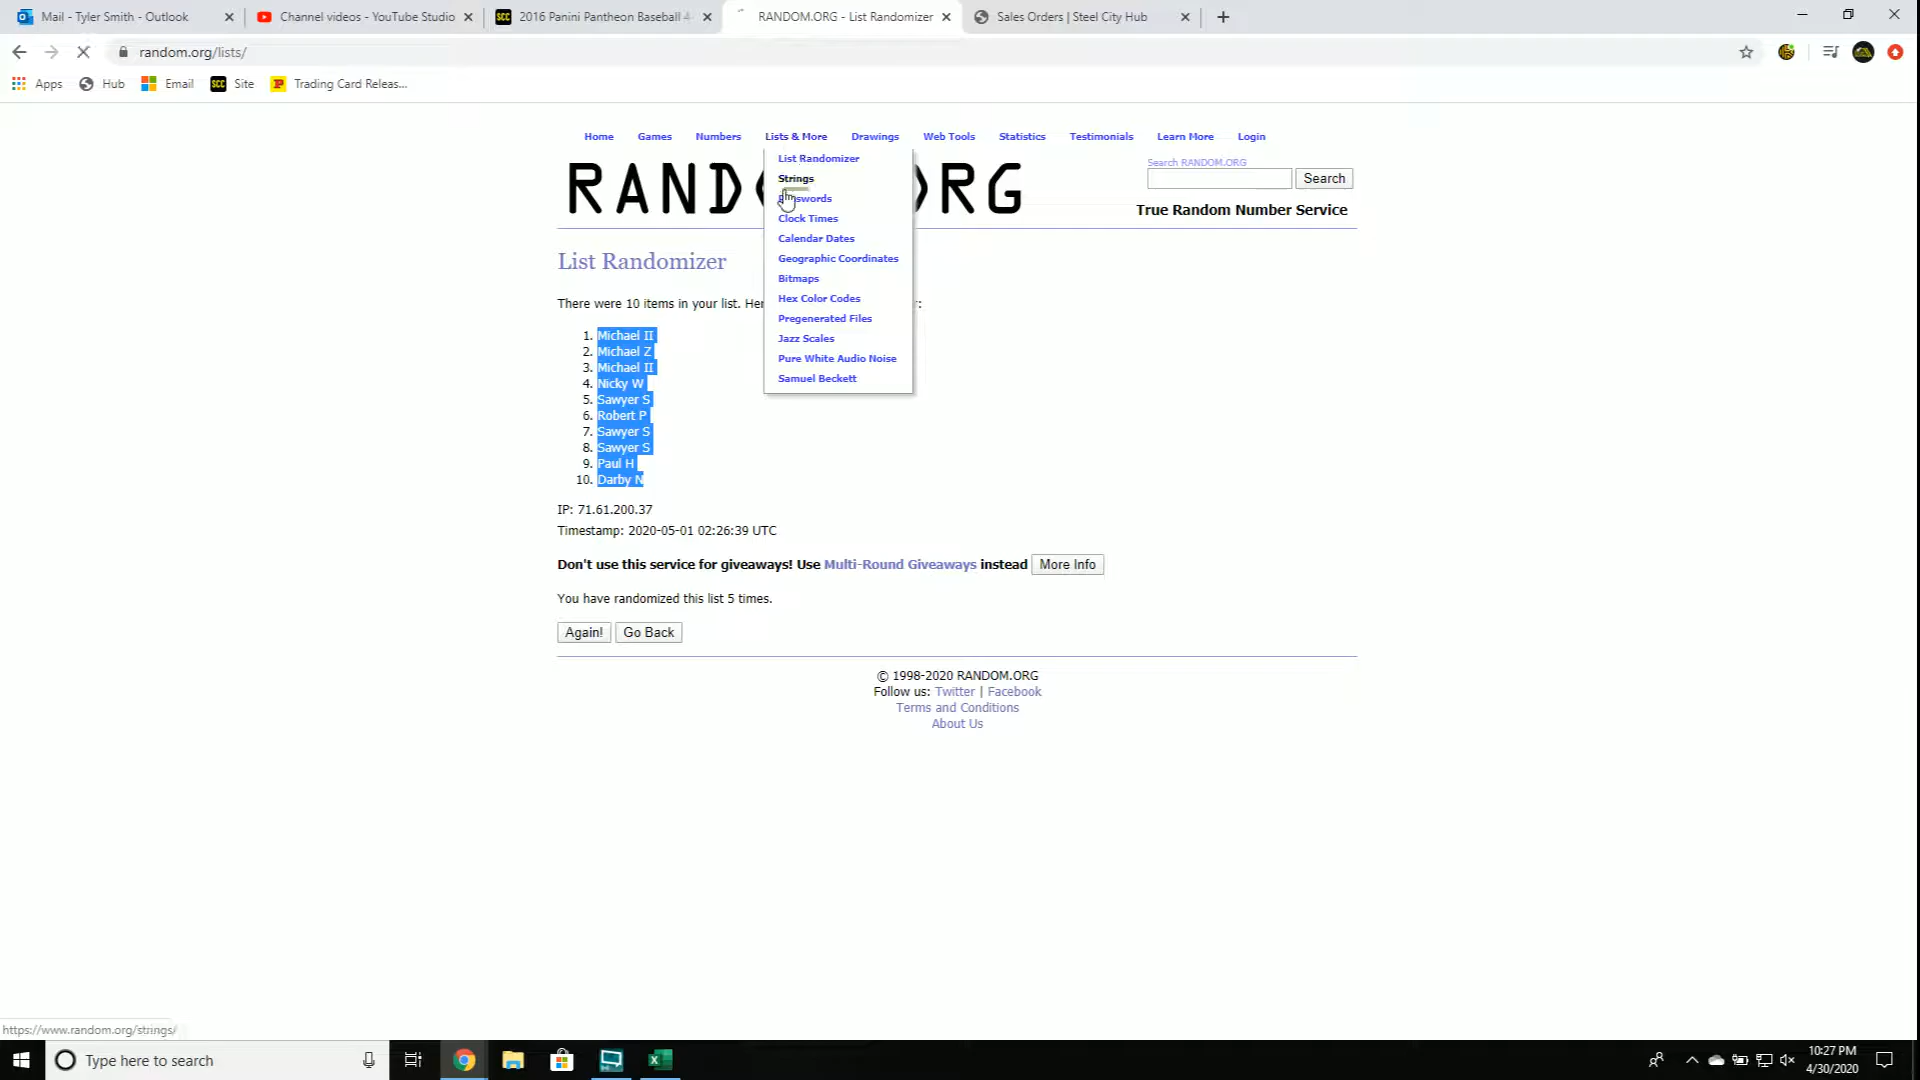 Mail - Tyler Smith - Outlook
Channel videos - YouTube Studio
SCC 2016 Panini Pantheon Baseball 4
RANDOM.ORG - List Randomizer
Sales Orders | Steel City Hub
random.org/lists/
Apps
Hub
Email
SCC Site
Trading Card Releas...
Home
Games
Numbers
Lists & More
Drawings
Web Tools
Statistics
Testimonials
Learn More
Login
List Randomizer
Strings
Clock Times
Calendar Dates
Geographic Coordinates
Bitmaps
Hex Color Codes
Pregenerated Files
Jazz Scales
Pure White Audio Noise
Samuel Beckett
Search RANDOM.ORG
Search
True Random Number Service
List Randomizer
There were 10 items in your list. Her
1. Michael II
2. Michael Z
3. Michael II
4. Nicky W
5. Sawyer S
6. Robert P
7. Sawyer S
8. Sawyer S
9. Paul H
10. Darby N
IP: 71.61.200.37
Timestamp: 2020-05-01 02:26:39 UTC
Don't use this service for giveaways! Use Multi-Round Giveaways instead More Info
You have randomized this list 5 times.
Again! Go Back
© 1998-2020 RANDOM.ORG
Follow us: Twitter | Facebook
Terms and Conditions
About Us
https://www.random.org/strings/
Type here to search
10:27 PM
4/30/2020